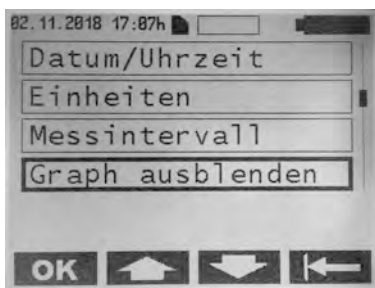 02.11.2018 17:07h
Datum/Uhrzeit
Einheiten
Messintervall
Graph ausblenden
OK